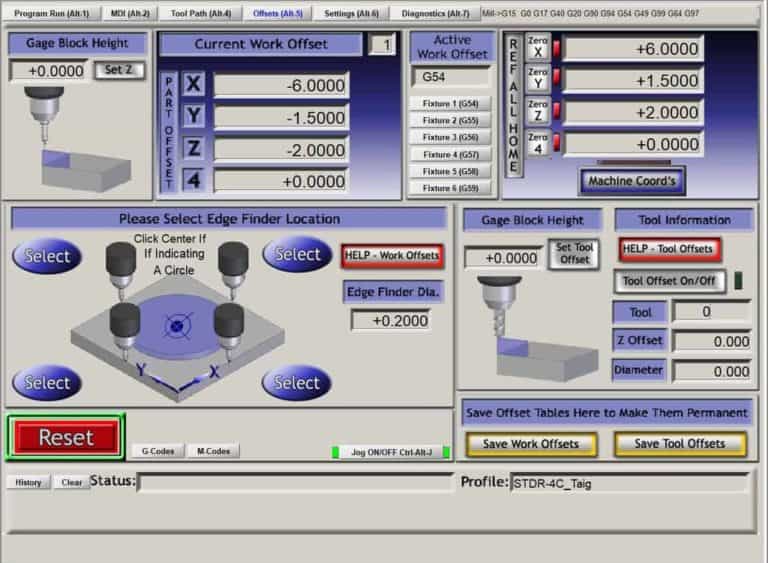 Program Run (Alt-1) MDI (Alt-2) Tool Path (Alt-4) Offsets (Alt-5) Settings (Alt-6) Diagnostics (Alt-7) Mill->G15 G0 G17 G40 G20 G90 G94 G54 G49 G99 G64 G97
Gage Block Height
+0.0000 Set Z
Current Work Offset 1
PART OFFSET
X -6.0000
Y -1.5000
Z -2.0000
4 +0.0000
Active
Work Offset
G54
Fixture 1 (G54)
Fixture 2 (G55)
Fixture 3 (G56)
Fixture 4 (G57)
Fixture 5 (G58)
Fixture 6 (G59)
REF ALL HOME
Zero X +6.0000
Zero Y +1.5000
Zero Z +2.0000
Zero 4 +0.0000
Machine Coord's
Please Select Edge Finder Location
Click Center If
If Indicating
A Circle
Select
Select
Select
Select
Y X
HELP - Work Offsets
Edge Finder Dia.
+0.2000
Gage Block Height
+0.0000 Set Tool
Offset
Tool Information
HELP - Tool Offsets
Tool Offset On/Off
Tool 0
Z Offset 0.000
Diameter 0.000
Reset
G-Codes M-Codes
Jog ON/OFF Ctrl-Alt-J
Save Offset Tables Here to Make Them Permanent
Save Work Offsets Save Tool Offsets
History Clear Status: Profile: STDR-4C_Taig